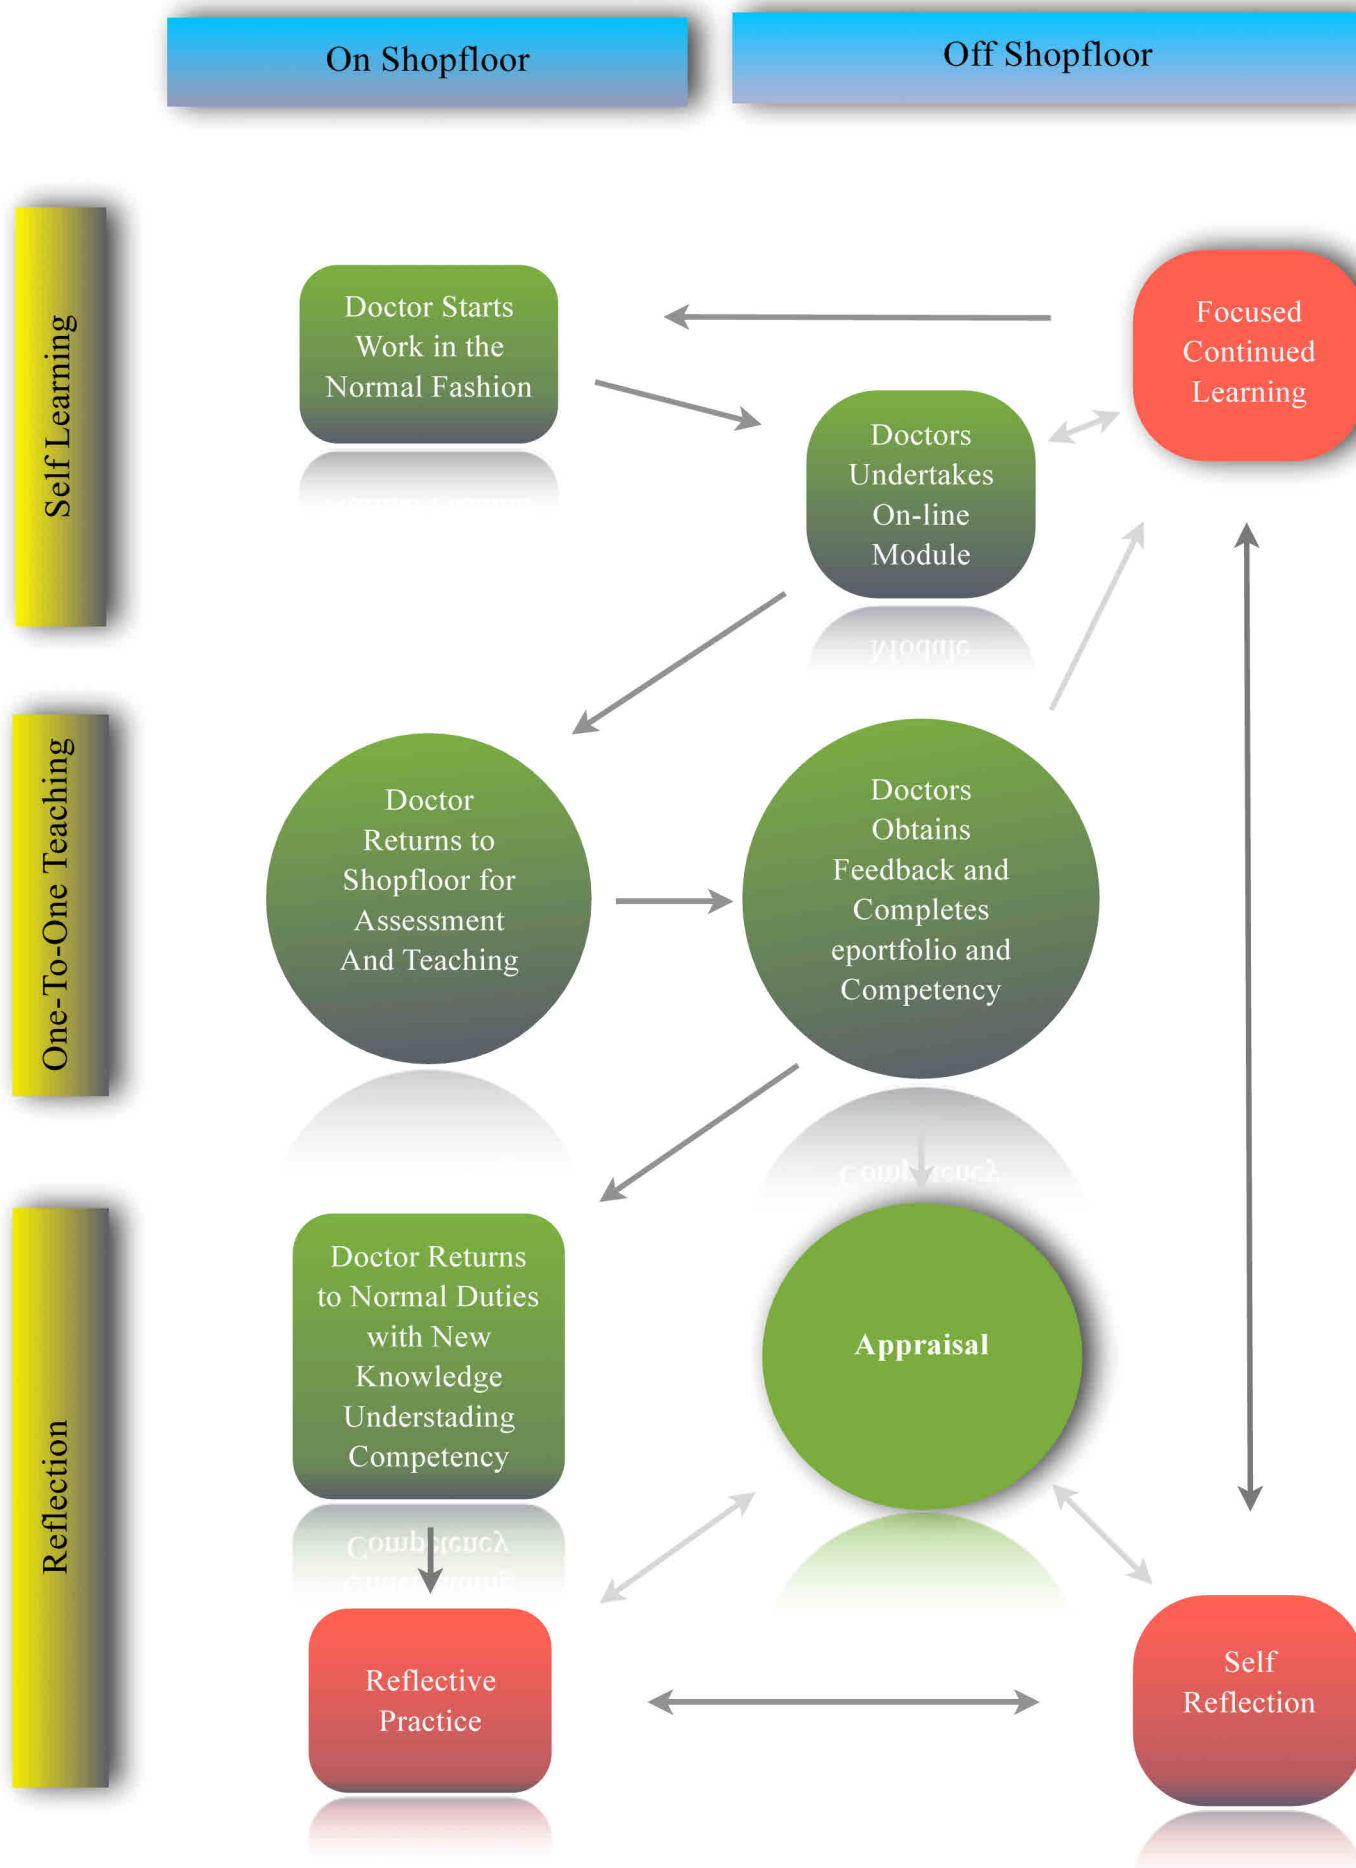 On Shopfloor
Off Shopfloor
Self Learning
Doctor Starts
Work in the
Normal Fashion
Doctors
Undertakes
On-line
Module
Focused
Continued
Learning
One-To-One Teaching
Doctor
Returns to
Shopfloor for
Assessment
And Teaching
Doctors
Obtains
Feedback and
Completes
eportfolio and
Competency
Reflection
Doctor Returns
to Normal Duties
with New
Knowledge
Understading
Competency
Appraisal
Reflective
Practice
Self
Reflection